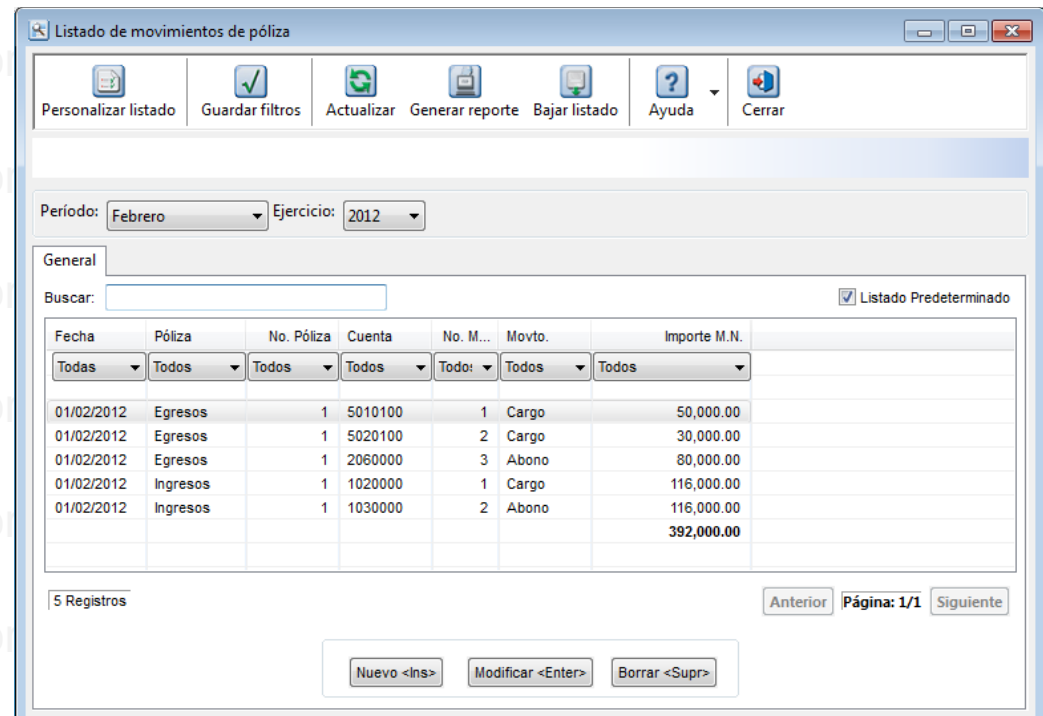 Listado de movimientos de póliza
Personalizar listado Guardar filtros Actualizar Generar reporte Bajar listado Ayuda Cerrar
Período: Febrero Ejercicio: 2012
General
Buscar: Listado Predeterminado
Fecha Póliza No. Póliza Cuenta No. M... Movto. Importe M.N.
Todas Todos Todos Todos Todos Todos Todos
01/02/2012 Egresos 1 5010100 1 Cargo 50,000.00
01/02/2012 Egresos 1 5020100 2 Cargo 30,000.00
01/02/2012 Egresos 1 2060000 3 Abono 80,000.00
01/02/2012 Ingresos 1 1020000 1 Cargo 116,000.00
01/02/2012 Ingresos 1 1030000 2 Abono 116,000.00
392,000.00
5 Registros Anterior Página: 1/1 Siguiente
Nuevo <Ins> Modificar <Enter> Borrar <Supr>